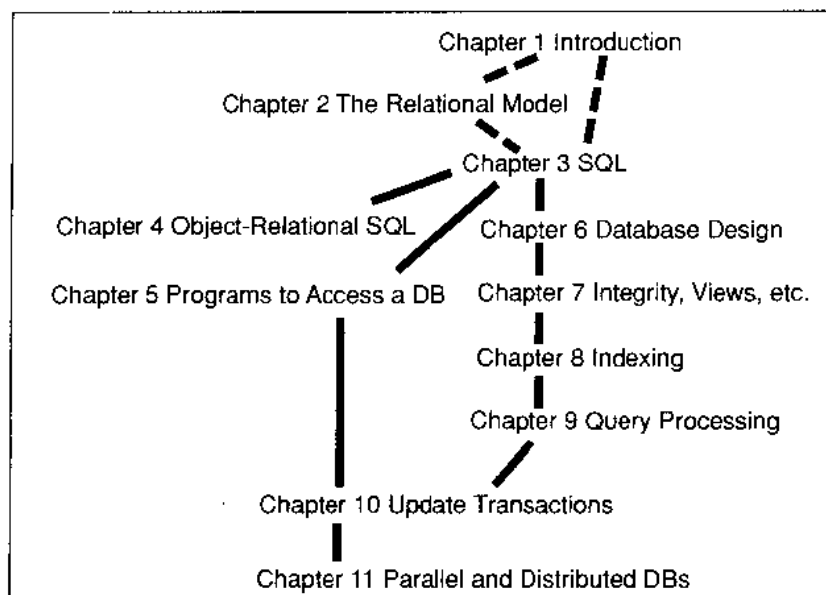 Chapter 1 Introduction
Chapter 2 The Relational Model
Chapter 3 SQL
Chapter 4 Object-Relational SQL
Chapter 6 Database Design
Chapter 5 Programs to Access a DB
Chapter 7 Integrity, Views, etc.
Chapter 8 Indexing
Chapter 9 Query Processing
Chapter 10 Update Transactions
Chapter 11 Parallel and Distributed DBs